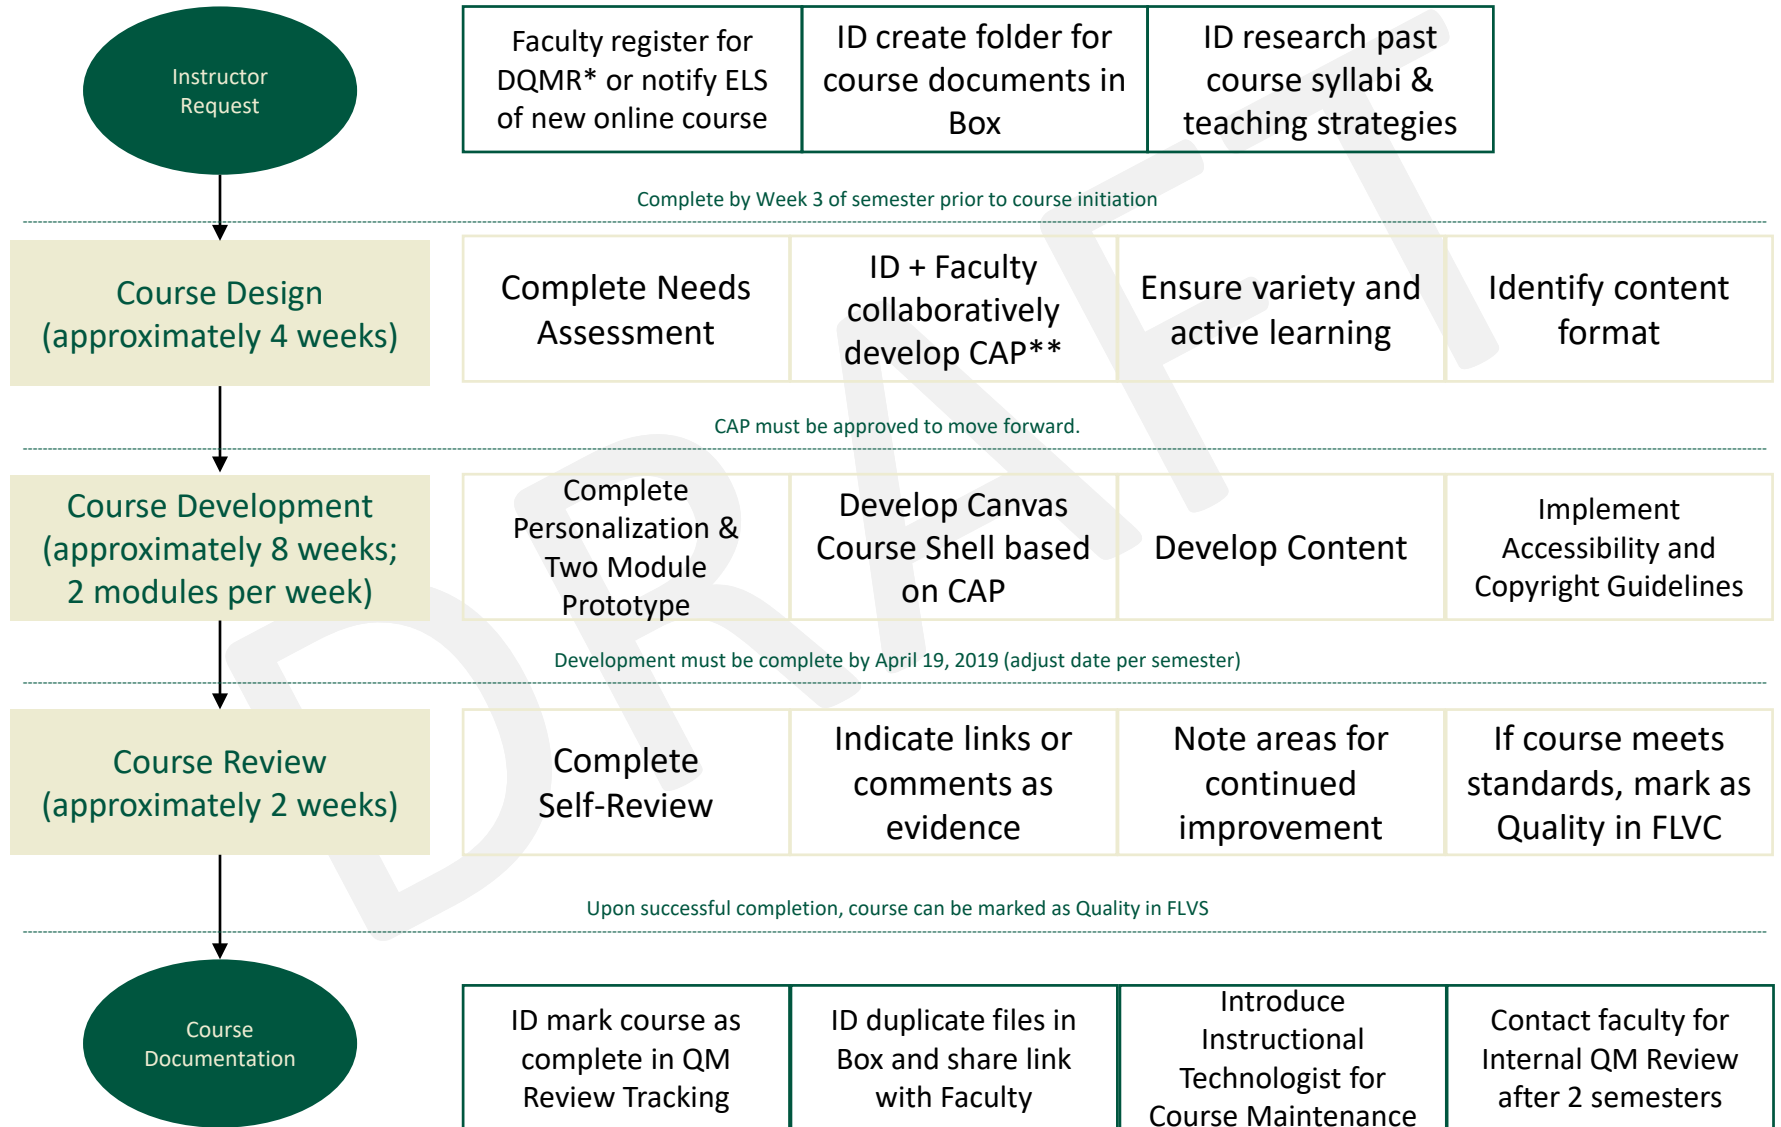 Instructor
Request
Faculty register for
DQMR* or notify ELS
of new online course
ID create folder for
course documents in
Box
ID research past
course syllabi &
teaching strategies
Complete by Week 3 of semester prior to course initiation
Course Design
(approximately 4 weeks)
Complete Needs
Assessment
ID + Faculty
collaboratively
develop CAP**
Ensure variety and
active learning
Identify content
format
CAP must be approved to move forward.
Course Development
(approximately 8 weeks;
2 modules per week)
Complete
Personalization &
Two Module
Prototype
Develop Canvas
Course Shell based
on CAP
Develop Content
Implement
Accessibility and
Copyright Guidelines
Development must be complete by April 19, 2019 (adjust date per semester)
Course Review
(approximately 2 weeks)
Complete
Self-Review
Indicate links or
comments as
evidence
Note areas for
continued
improvement
If course meets
standards, mark as
Quality in FLVC
Upon successful completion, course can be marked as Quality in FLVS
Course
Documentation
ID mark course as
complete in QM
Review Tracking
ID duplicate files in
Box and share link
with Faculty
Introduce
Instructional
Technologist for
Course Maintenance
Contact faculty for
Internal QM Review
after 2 semesters
DRAFT